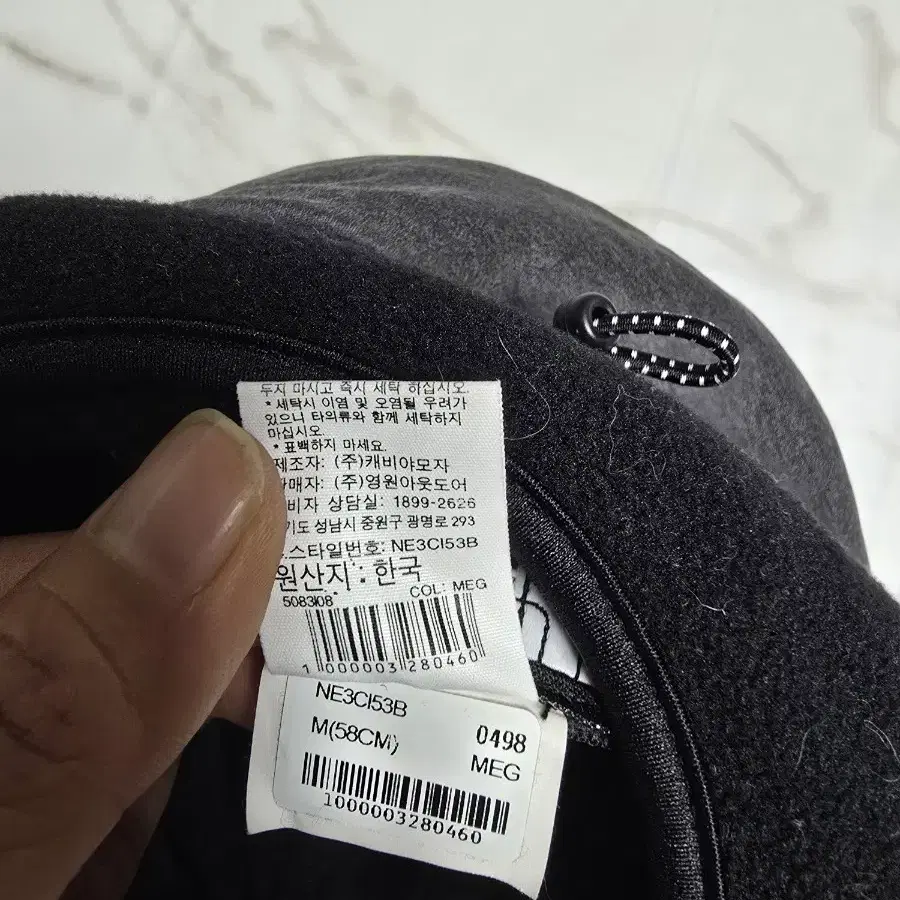 두지 마시고 즉시 세탁 하십시오.
* 세탁시 이염 및 오염될 우려가
있으니 타의류와 함께 세탁하지
마십시오.
* 표백하지 마세요.
제조자: (주)캐비야모자
판매자: (주)영원아웃도어
비자 상담실: 1899-2626
기도 성남시 중원구 광명로 293
스타일번호: NE3CI53B
원산지 : 한국
5083108 COL: MEG
1 000003 280460
NE3CI53B
M(58CM) 0498
MEG
1000003280460